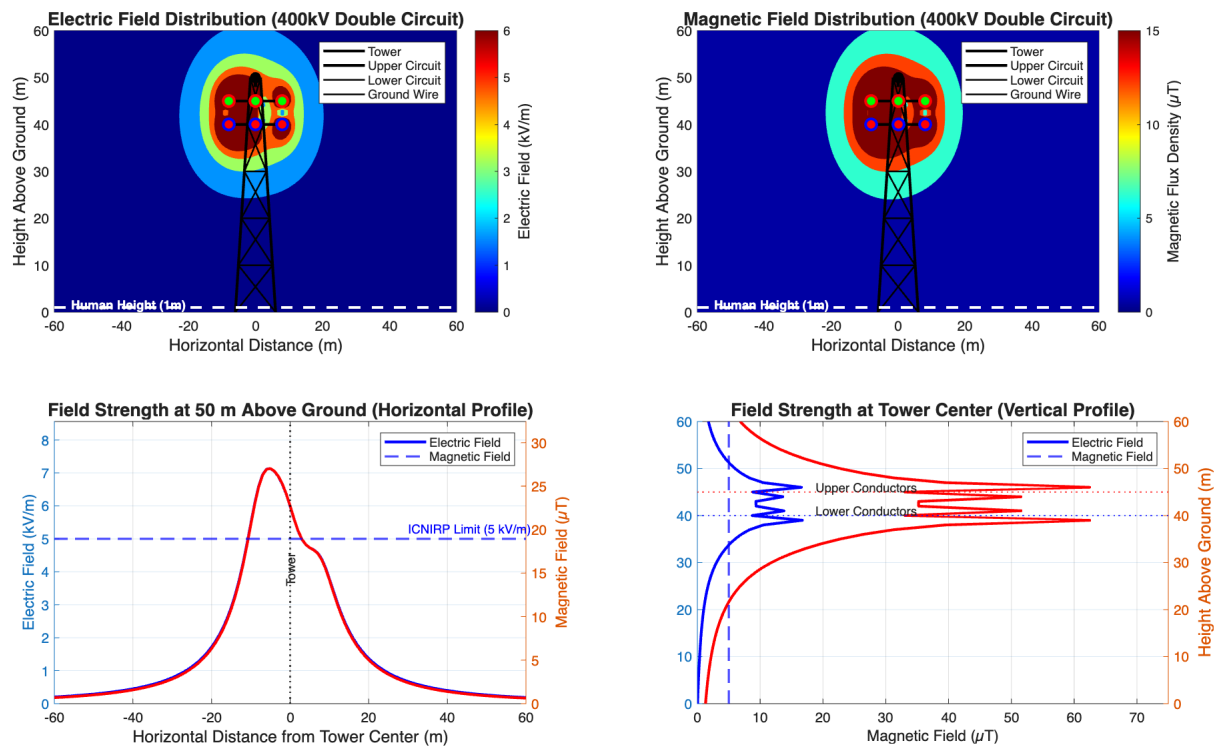 Electric Field Distribution (400kV Double Circuit)
60
50
40
30
20
10
0
Height Above Ground (m)
Tower
Upper Circuit
Lower Circuit
Ground Wire
Human Height (1m)
-60 -40 -20 0 20 40 60
Horizontal Distance (m)
6
5
4
3
2
1
0
Electric Field (kV/m)
Magnetic Field Distribution (400kV Double Circuit)
60
50
40
30
20
10
0
Height Above Ground (m)
Tower
Upper Circuit
Lower Circuit
Ground Wire
Human Height (1m)
-60 -40 -20 0 20 40 60
Horizontal Distance (m)
15
10
5
0
Magnetic Flux Density (µT)
Field Strength at 50 m Above Ground (Horizontal Profile)
8
7
6
5
4
3
2
1
0
Electric Field (kV/m)
Electric Field
Magnetic Field
ICNIRP Limit (5 kV/m)
Tower
30
25
20
15
10
5
0
Magnetic Field (µT)
-60 -40 -20 0 20 40 60
Horizontal Distance from Tower Center (m)
Field Strength at Tower Center (Vertical Profile)
60
50
40
30
20
10
0
Electric Field
Magnetic Field
Upper Conductors
Lower Conductors
60
50
40
30
20
10
0
Height Above Ground (m)
0 10 20 30 40 50 60 70
Magnetic Field (µT)